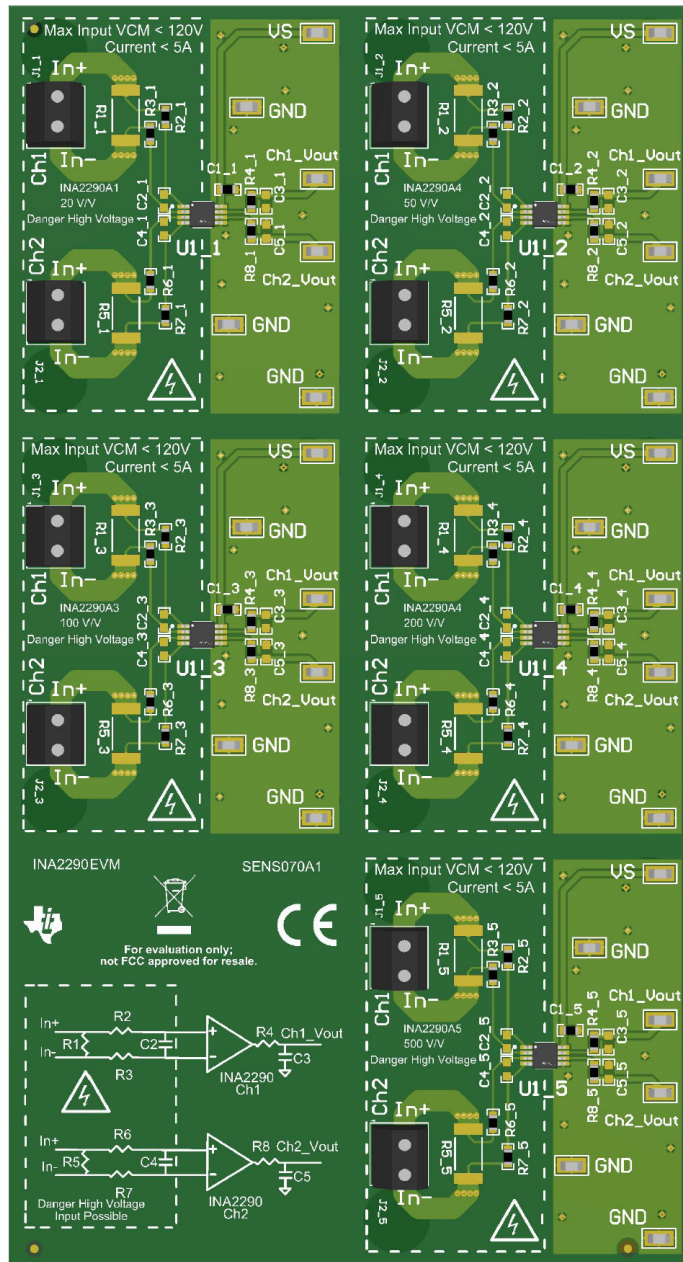 Max Input VCM < 120V
Current < 5A
VS
J1_1
In+
R1_1
R3_1
R2_1
GND
Ch1
In-
INA2290A1
20 V/V
Danger High Voltage
C2_1
C4_1
C1_1
R4_1
C3_1
Ch1_Vout
U1_1
R8_1
C5_1
Ch2_Vout
Ch2
In+
R5_1
R6_1
R7_1
GND
In-
J2_1
GND
Max Input VCM < 120V
Current < 5A
VS
J1_2
In+
R1_2
R3_2
R2_2
GND
Ch1
In-
INA2290A4
50 V/V
Danger High Voltage
C2_2
C4_2
C1_2
R4_2
C3_2
Ch1_Vout
U1_2
R8_2
C5_2
Ch2_Vout
Ch2
In+
R5_2
R6_2
R7_2
GND
In-
J2_2
GND
Max Input VCM < 120V
Current < 5A
VS
J1_3
In+
R1_3
R3_3
R2_3
GND
Ch1
In-
INA2290A3
100 V/V
Danger High Voltage
C2_3
C4_3
C1_3
R4_3
C3_3
Ch1_Vout
U1_3
R8_3
C5_3
Ch2_Vout
Ch2
In+
R5_3
R6_3
R7_3
GND
In-
J2_3
GND
Max Input VCM < 120V
Current < 5A
VS
J1_4
In+
R1_4
R3_4
R2_4
GND
Ch1
In-
INA2290A4
200 V/V
Danger High Voltage
C2_4
C4_4
C1_4
R4_4
C3_4
Ch1_Vout
U1_4
R8_4
C5_4
Ch2_Vout
Ch2
In+
R5_4
R6_4
R7_4
GND
In-
J2_4
GND
INA2290EVM
SENS070A1
CE
For evaluation only;
not FCC approved for resale.
In+
R2
R1
C2
In-
R3
R4
Ch1_Vout
C3
INA2290
Ch1
In+
R6
R5
C4
In-
R7
R8
Ch2_Vout
C5
INA2290
Ch2
Danger High Voltage
Input Possible
Max Input VCM < 120V
Current < 5A
VS
J1_5
In+
R1_5
R3_5
R2_5
GND
Ch1
In-
INA2290A5
500 V/V
Danger High Voltage
C2_5
C4_5
C1_5
R4_5
C3_5
Ch1_Vout
U1_5
R8_5
C5_5
Ch2_Vout
Ch2
In+
R5_5
R6_5
R7_5
GND
In-
J2_5
GND